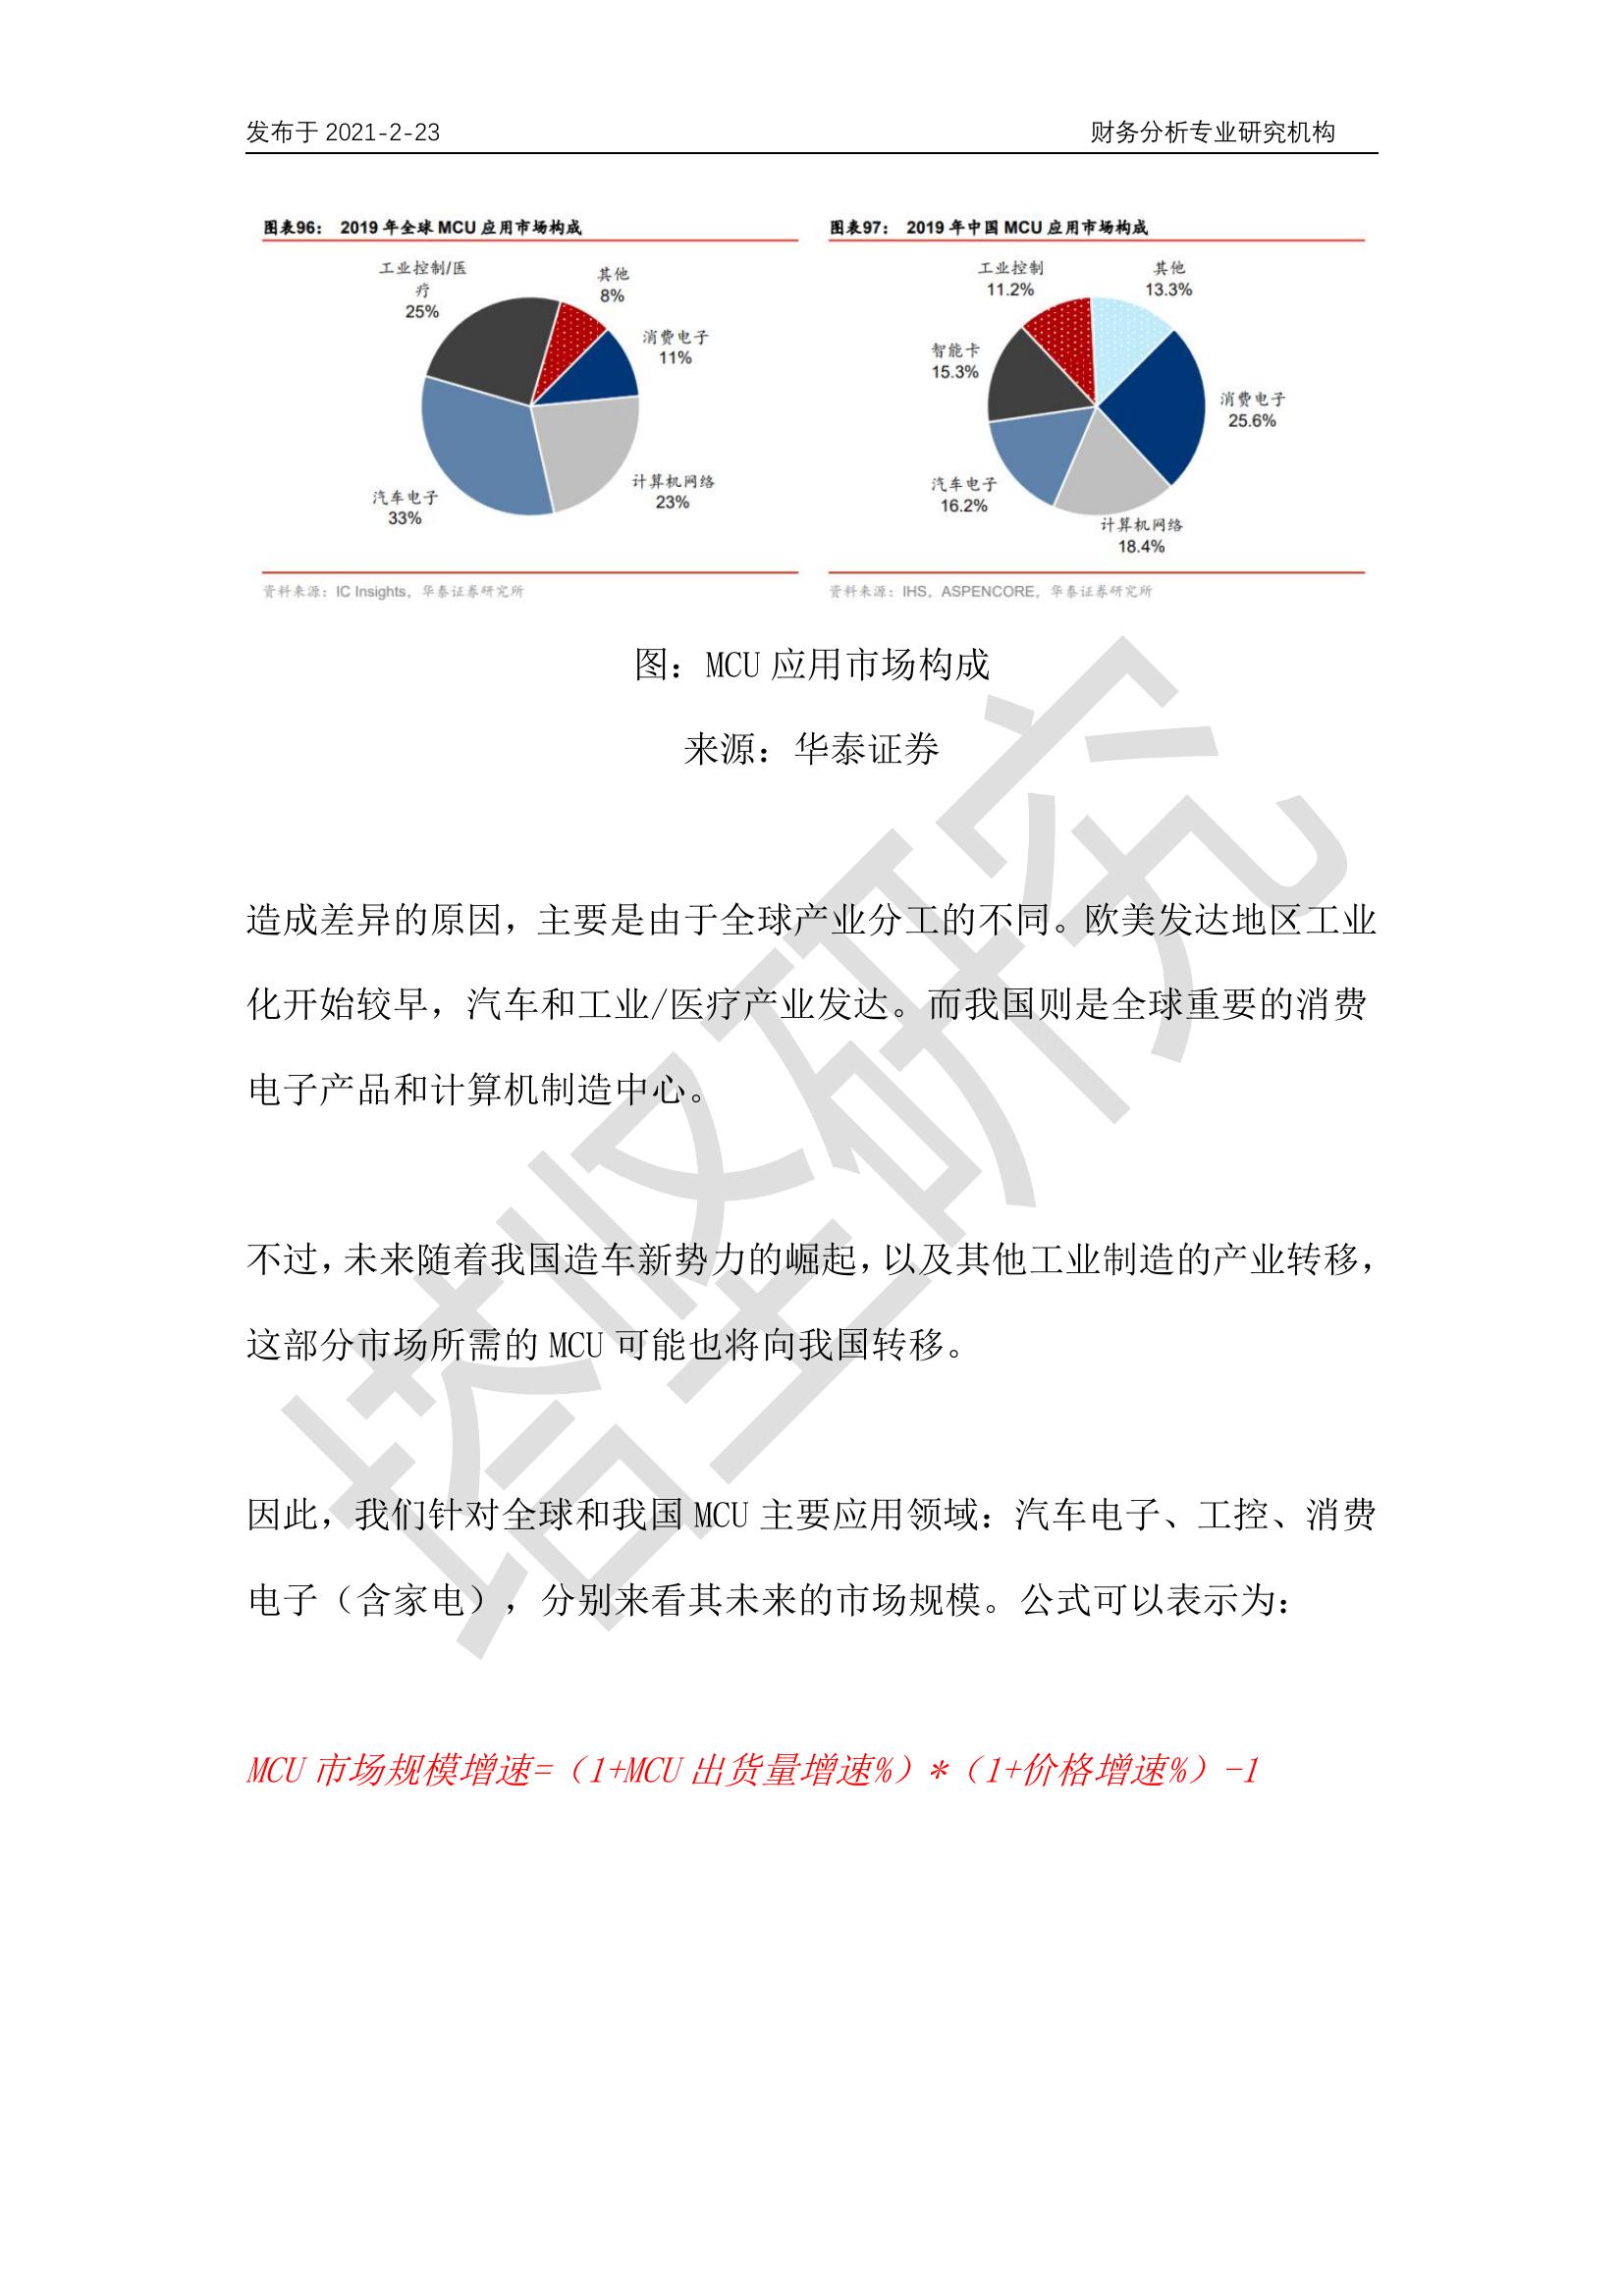 发布于 2021-2-23
财务分析专业研究机构
图表96： 2019 年全球 MCU 应用市场构成
工业控制/医
疗
25%
其他
8%
消费电子
11%
计算机网络
23%
汽车电子
33%
资料来源：IC Insights，华泰证券研究所
图表97： 2019 年中国 MCU 应用市场构成
工业控制
11.2%
其他
13.3%
智能卡
15.3%
消费电子
25.6%
汽车电子
16.2%
计算机网络
18.4%
资料来源：IHS，ASPENCORE，华泰证券研究所
图：MCU 应用市场构成
来源：华泰证券
造成差异的原因，主要是由于全球产业分工的不同。欧美发达地区工业
化开始较早，汽车和工业/医疗产业发达。而我国则是全球重要的消费
电子产品和计算机制造中心。
不过，未来随着我国造车新势力的崛起，以及其他工业制造的产业转移，
这部分市场所需的 MCU 可能也将向我国转移。
因此，我们针对全球和我国 MCU 主要应用领域：汽车电子、工控、消费
电子（含家电），分别来看其未来的市场规模。公式可以表示为：
MCU 市场规模增速=（1+MCU 出货量增速%）*（1+价格增速%）-1
塔坚研究